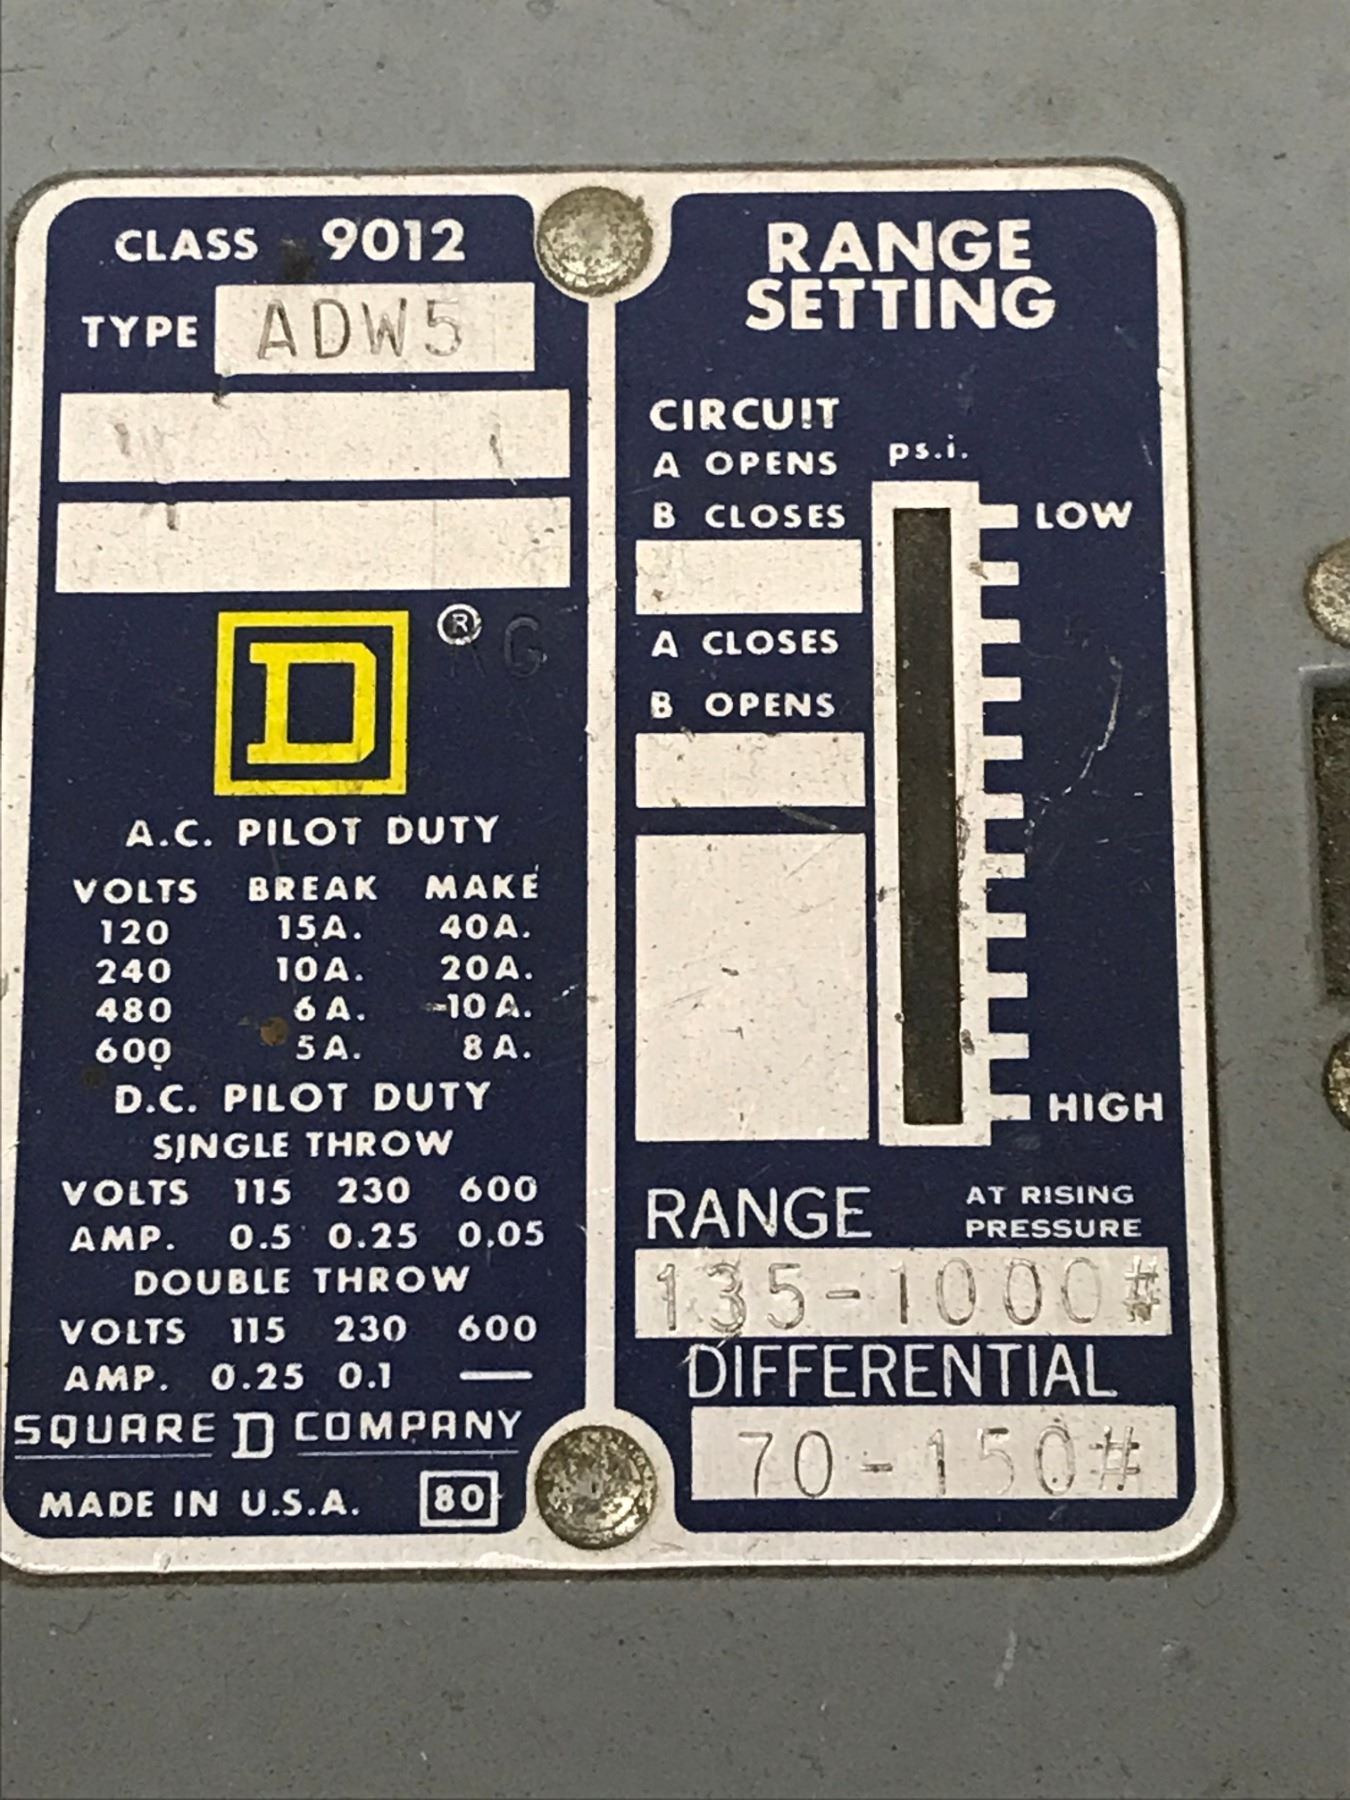 CLASS 9012
TYPE ADW5
D ®
RG
A.C. PILOT DUTY
VOLTS BREAK MAKE
120 15A. 40A.
240 10A. 20A.
480 6A. 10A.
600 5A. 8A.
D.C. PILOT DUTY
SINGLE THROW
VOLTS 115 230 600
AMP. 0.5 0.25 0.05
DOUBLE THROW
VOLTS 115 230 600
AMP. 0.25 0.1 —
SQUARE D COMPANY
MADE IN U.S.A. 80
RANGE
SETTING
CIRCUIT
A OPENS
B CLOSES
A CLOSES
B OPENS
ps.i.
LOW
HIGH
RANGE AT RISING
PRESSURE
135-1000#
DIFFERENTIAL
70-150#